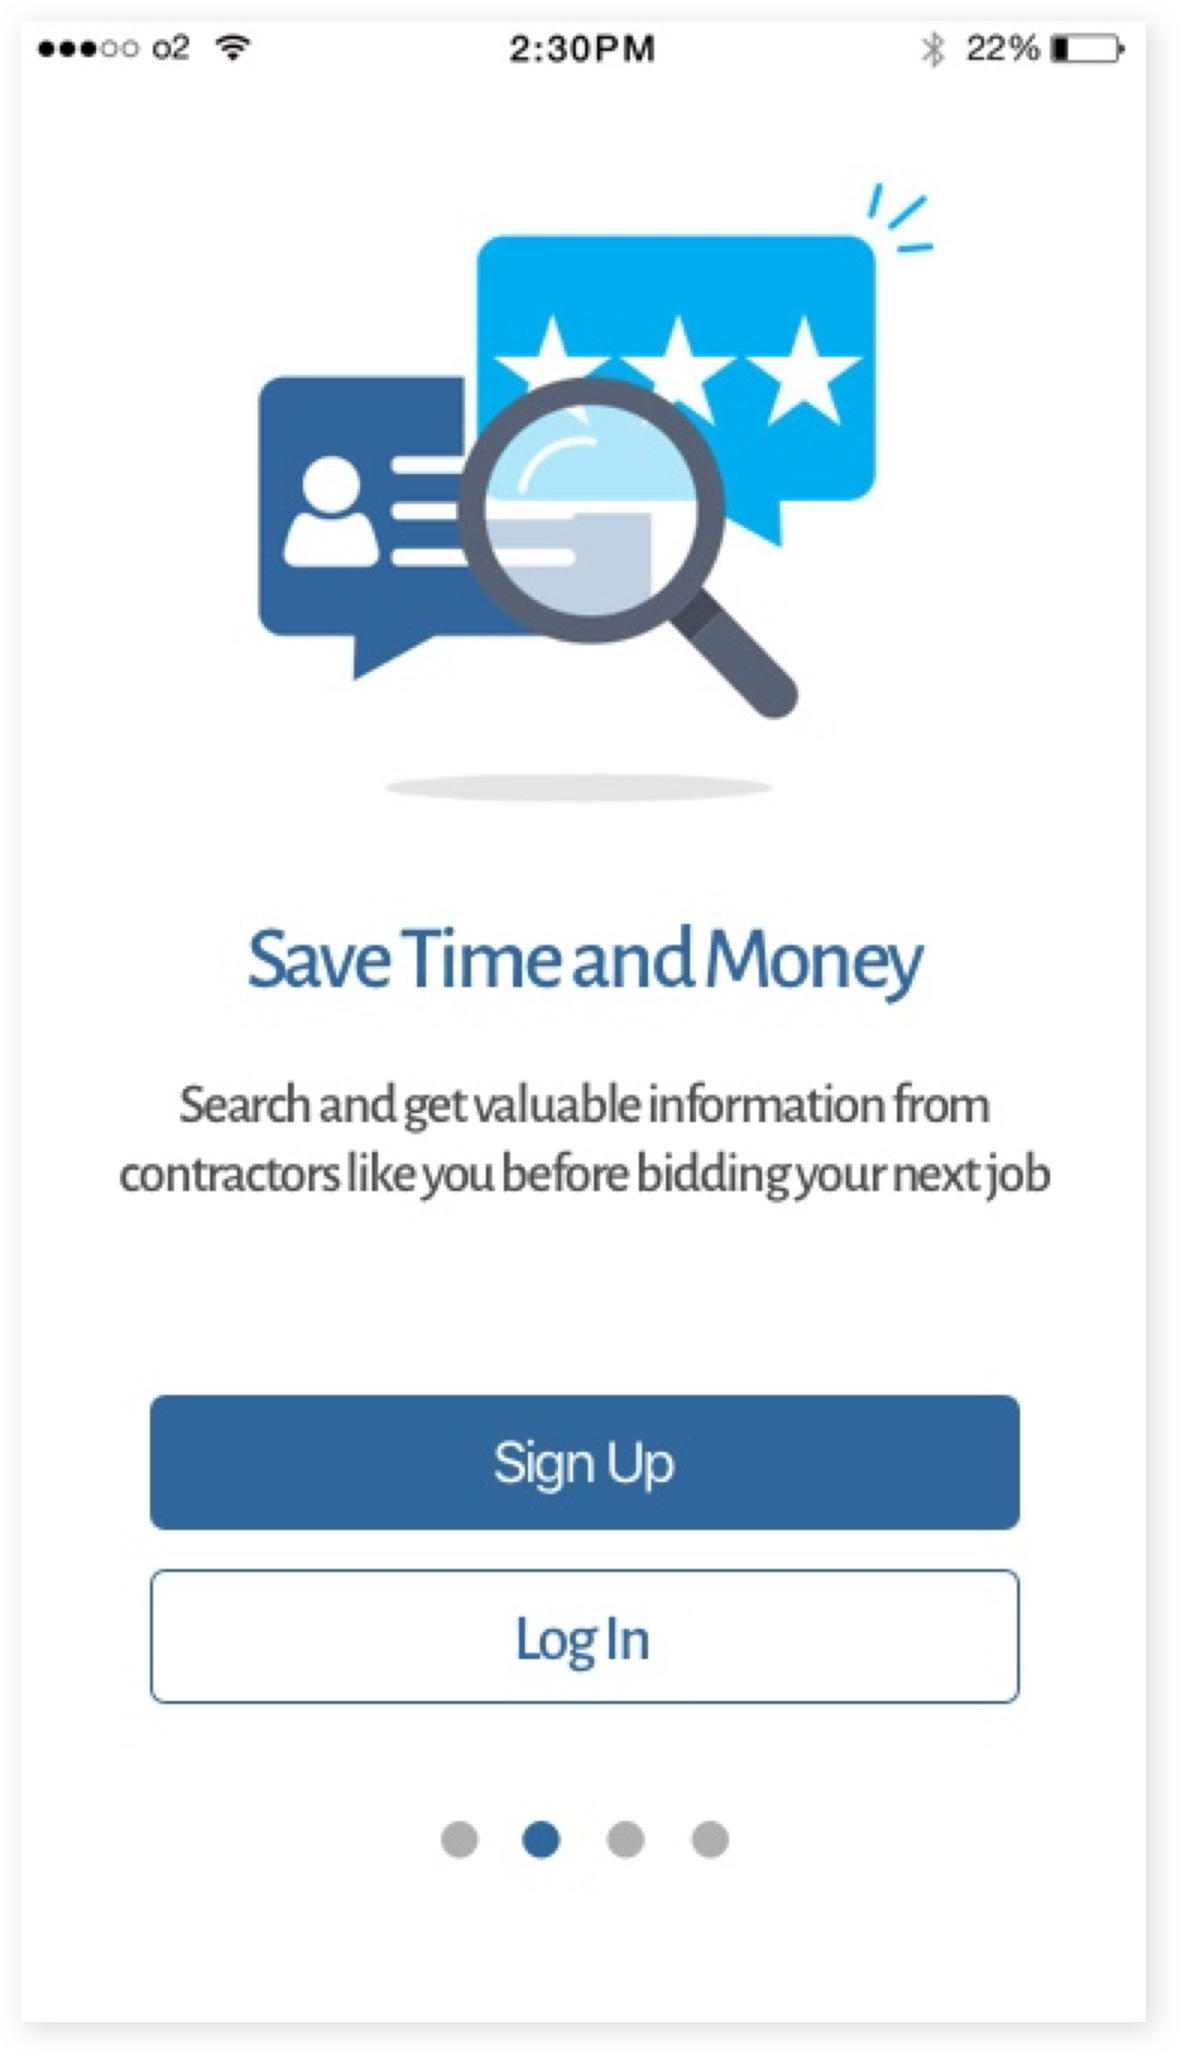 o2 2:30PM 22%
Save Time and Money
Search and get valuable information from
contractors like you before bidding your next job
Sign Up
Log In